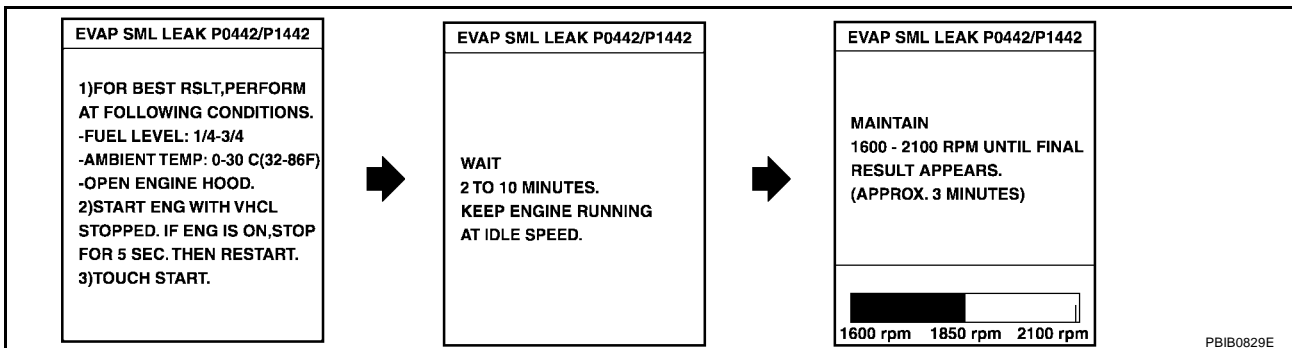 EVAP SML LEAK P0442/P1442
1)FOR BEST RSLT,PERFORM
AT FOLLOWING CONDITIONS.
-FUEL LEVEL: 1/4-3/4
-AMBIENT TEMP: 0-30 C(32-86F)
-OPEN ENGINE HOOD.
2)START ENG WITH VHCL
STOPPED. IF ENG IS ON,STOP
FOR 5 SEC. THEN RESTART.
3)TOUCH START.
EVAP SML LEAK P0442/P1442
WAIT
2 TO 10 MINUTES.
KEEP ENGINE RUNNING
AT IDLE SPEED.
EVAP SML LEAK P0442/P1442
MAINTAIN
1600 - 2100 RPM UNTIL FINAL
RESULT APPEARS.
(APPROX. 3 MINUTES)
1600 rpm 1850 rpm 2100 rpm
PBIB0829E